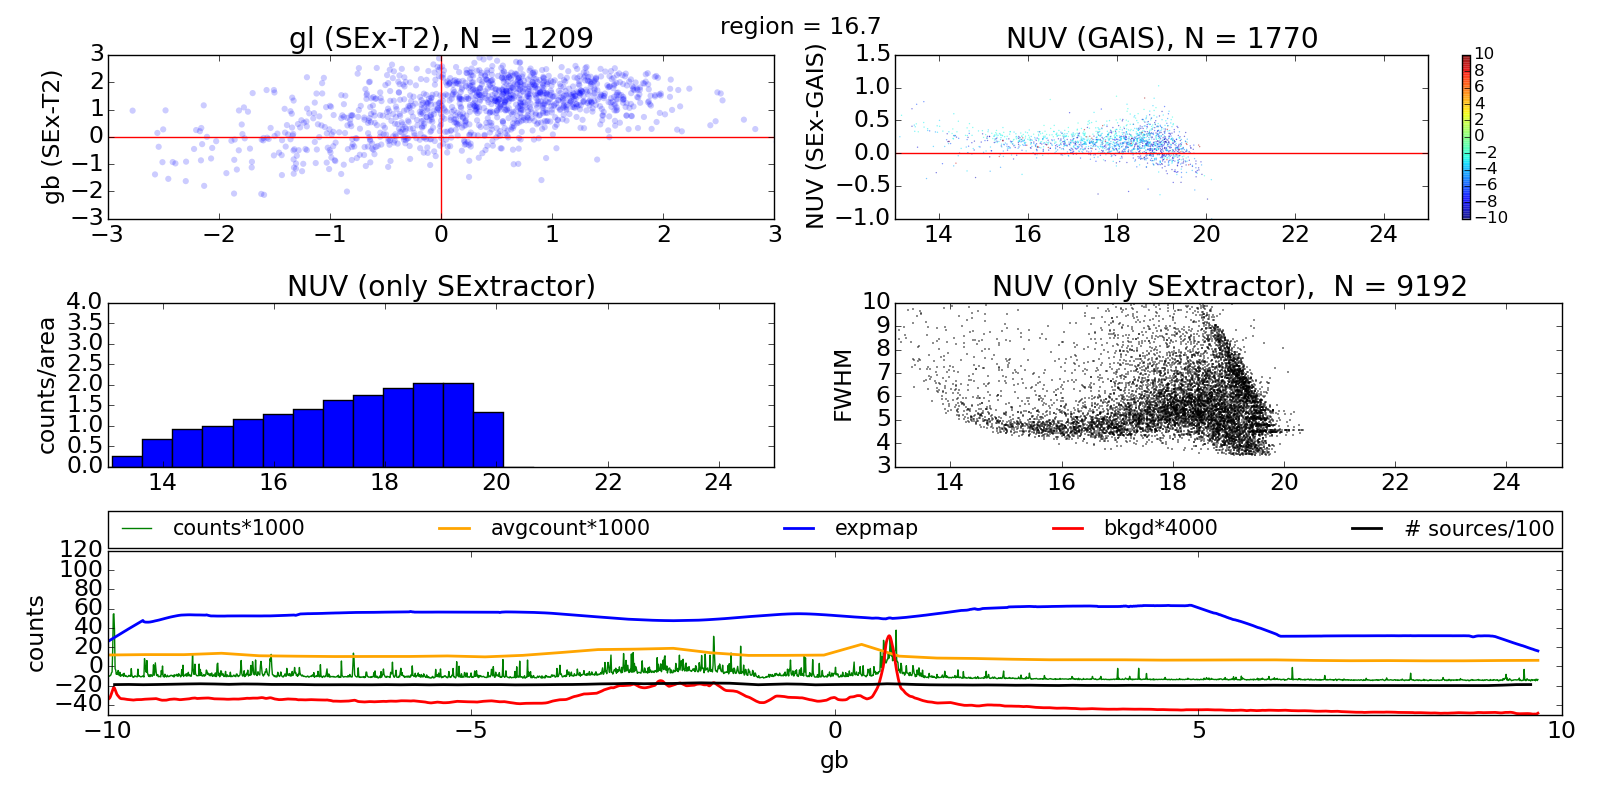 region = 16.7
gl (SEx-T2), N = 1209
gb (SEx-T2)
3
2
1
0
−1
−2
−3
−3 −2 −1 0 1 2 3
NUV (GAIS), N = 1770
NUV (SEx-GAIS)
1.5
1.0
0.5
0.0
−0.5
−1.0
14 16 18 20 22 24
10
8
6
4
2
0
−2
−4
−6
−8
−10
NUV (only SExtractor)
counts/area
4.0
3.5
3.0
2.5
2.0
1.5
1.0
0.5
0.0
14 16 18 20 22 24
NUV (Only SExtractor), N = 9192
FWHM
10
9
8
7
6
5
4
3
14 16 18 20 22 24
counts*1000 avgcount*1000 expmap bkgd*4000 # sources/100
counts
120
100
80
60
40
20
0
−20
−40
−10 −5 0 5 10
gb